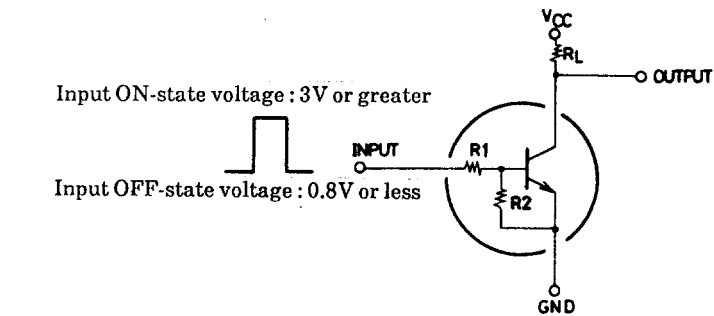 VCC
RL
OUTPUT
Input ON-state voltage : 3V or greater
INPUT
R1
Input OFF-state voltage : 0.8V or less
R2
GND